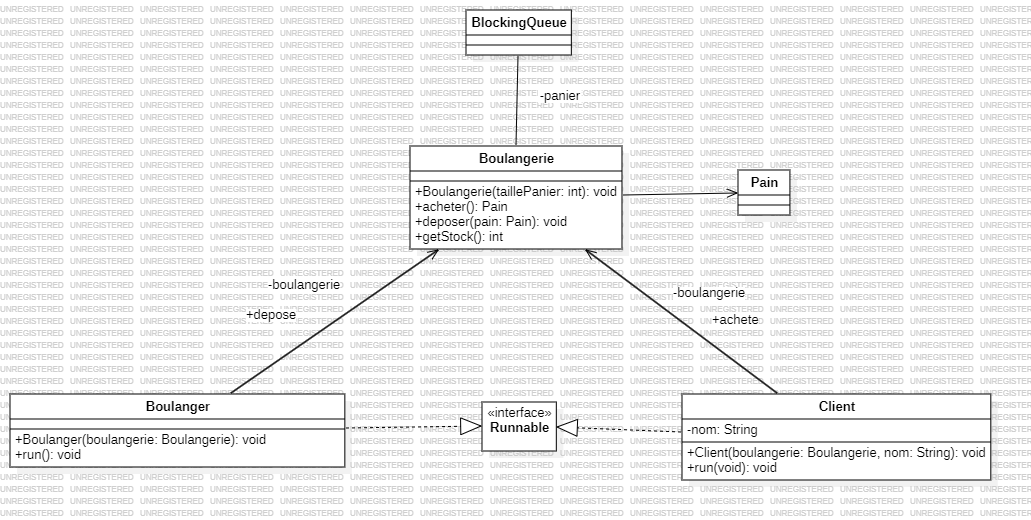 BlockingQueue
-panier
Boulangerie
+Boulangerie(taillePanier: int): void
+acheter(): Pain
+deposer(pain: Pain): void
+getStock(): int
Pain
-boulangerie
+depose
-boulangerie
+achete
Boulanger
+Boulanger(boulangerie: Boulangerie): void
+run(): void
«interface»
Runnable
Client
-nom: String
+Client(boulangerie: Boulangerie, nom: String): void
+run(void): void
UNREGISTERED